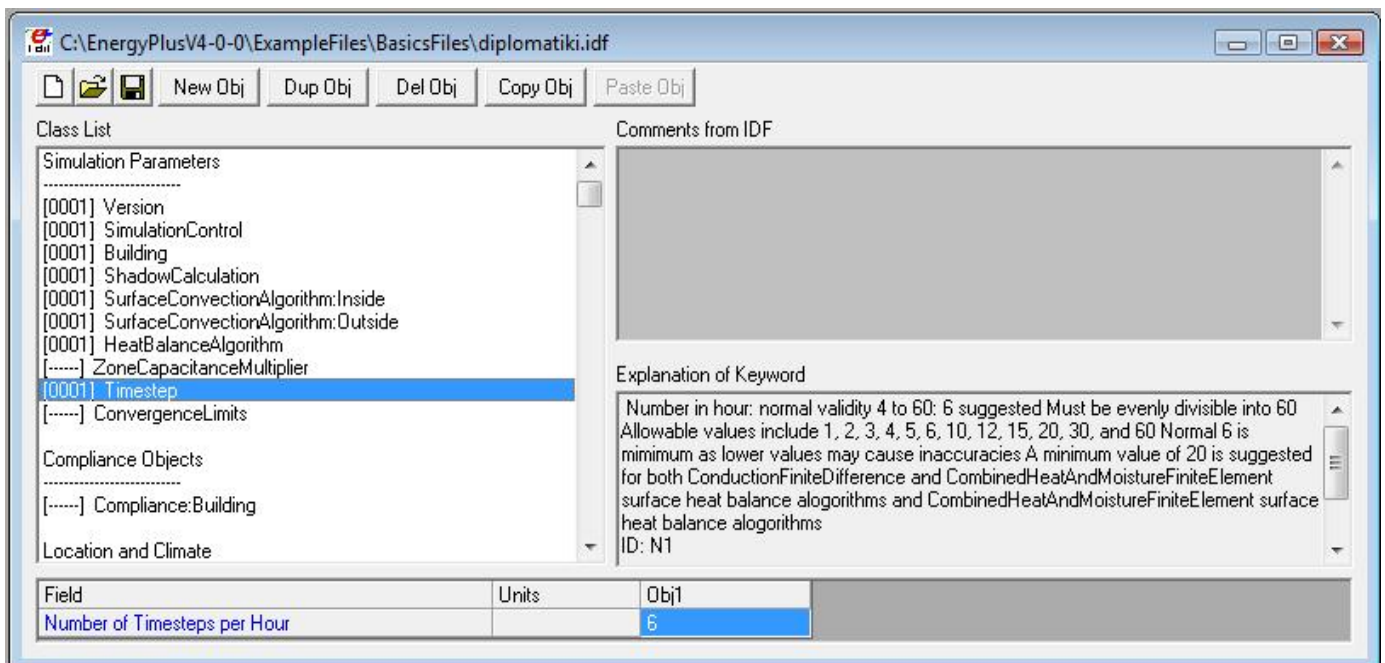 C:\EnergyPlusV4-0-0\ExampleFiles\BasicsFiles\diplomatiki.idf
New Obj Dup Obj Del Obj Copy Obj Paste Obj
Class List
Simulation Parameters
--------------------------
[0001] Version
[0001] SimulationControl
[0001] Building
[0001] ShadowCalculation
[0001] SurfaceConvectionAlgorithm:Inside
[0001] SurfaceConvectionAlgorithm:Outside
[0001] HeatBalanceAlgorithm
[------] ZoneCapacitanceMultiplier
[0001] Timestep
[------] ConvergenceLimits
Compliance Objects
--------------------------
[------] Compliance:Building
Location and Climate
Comments from IDF
Explanation of Keyword
Number in hour: normal validity 4 to 60: 6 suggested Must be evenly divisible into 60
Allowable values include 1, 2, 3, 4, 5, 6, 10, 12, 15, 20, 30, and 60 Normal 6 is
mimimum as lower values may cause inaccuracies A minimum value of 20 is suggested
for both ConductionFiniteDifference and CombinedHeatAndMoistureFiniteElement
surface heat balance alogorithms and CombinedHeatAndMoistureFiniteElement surface
heat balance alogorithms
ID: N1
Field Units Obj1
Number of Timesteps per Hour 6